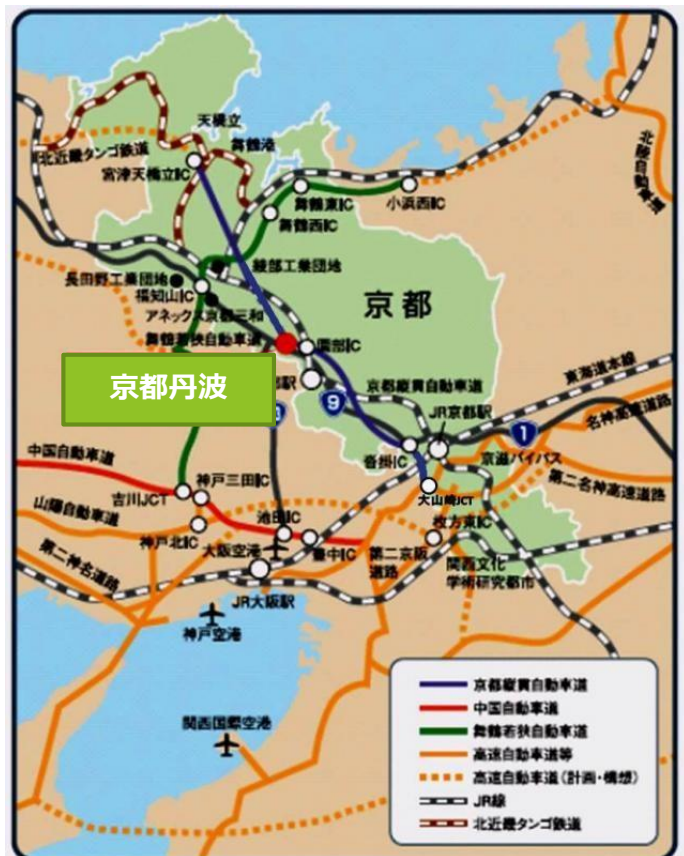 天橋立
舞鶴港
北近畿タンゴ鉄道
宮津天橋立IC
北陸自動車道
舞鶴東IC
小浜西IC
舞鶴西IC
綾部工業団地
長田野工業団地
福知山IC
アネックス京都三和
京都
舞鶴若狭自動車道
園部IC
京都丹波
部駅
9
京都縦貫自動車道
東海道本線
JR京都駅
1
名神高速道路
沓掛IC
京滋バイパス
中国自動車道
神戸三田IC
吉川JCT
大山崎JCT
第二名神高速道路
山陽自動車道
池田IC
枚方東IC
神戸北IC
大阪空港
豊中IC
第二京阪
道路
関西文化
学術研究都市
第二神名道路
JR大阪駅
神戸空港
関西国際空港
京都縦貫自動車道
中国自動車道
舞鶴若狭自動車道
高速自動車道等
高速自動車道(計画・構想)
JR線
北近畿タンゴ鉄道